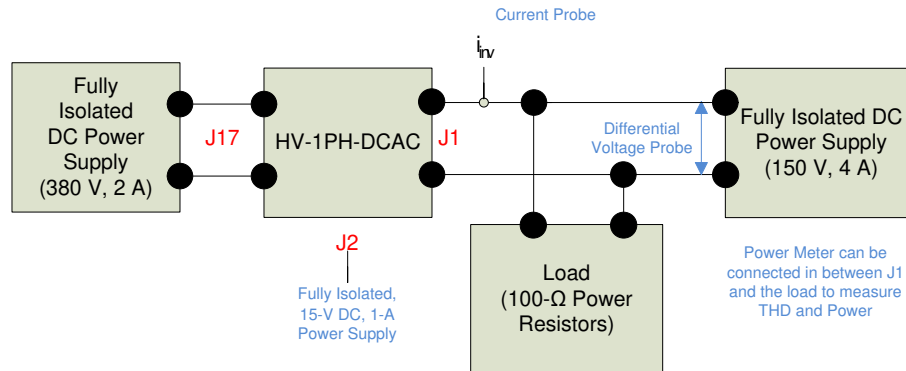 Current Probe
i inv
Fully
Isolated
DC Power
Supply
(380 V, 2 A)
J17
HV-1PH-DCAC
J1
Differential
Voltage Probe
Fully Isolated DC
Power Supply
(150 V, 4 A)
J2
Fully Isolated,
15-V DC, 1-A
Power Supply
Load
(100-Ω Power
Resistors)
Power Meter can be
connected in between J1
and the load to measure
THD and Power